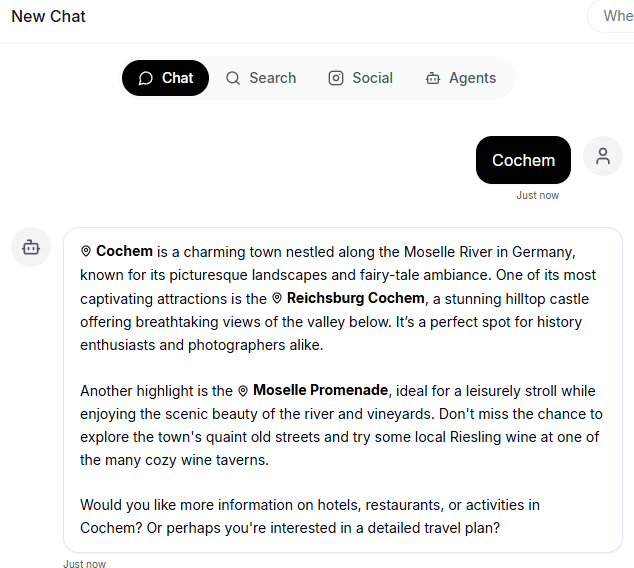 New Chat
Whe
Chat
Search
Social
Agents
Cochem
Just now
Cochem is a charming town nestled along the Moselle River in Germany,
known for its picturesque landscapes and fairy-tale ambiance. One of its most
captivating attractions is the Reichsburg Cochem, a stunning hilltop castle
offering breathtaking views of the valley below. It’s a perfect spot for history
enthusiasts and photographers alike.
Another highlight is the Moselle Promenade, ideal for a leisurely stroll while
enjoying the scenic beauty of the river and vineyards. Don't miss the chance to
explore the town's quaint old streets and try some local Riesling wine at one of
the many cozy wine taverns.
Would you like more information on hotels, restaurants, or activities in
Cochem? Or perhaps you're interested in a detailed travel plan?
Just now